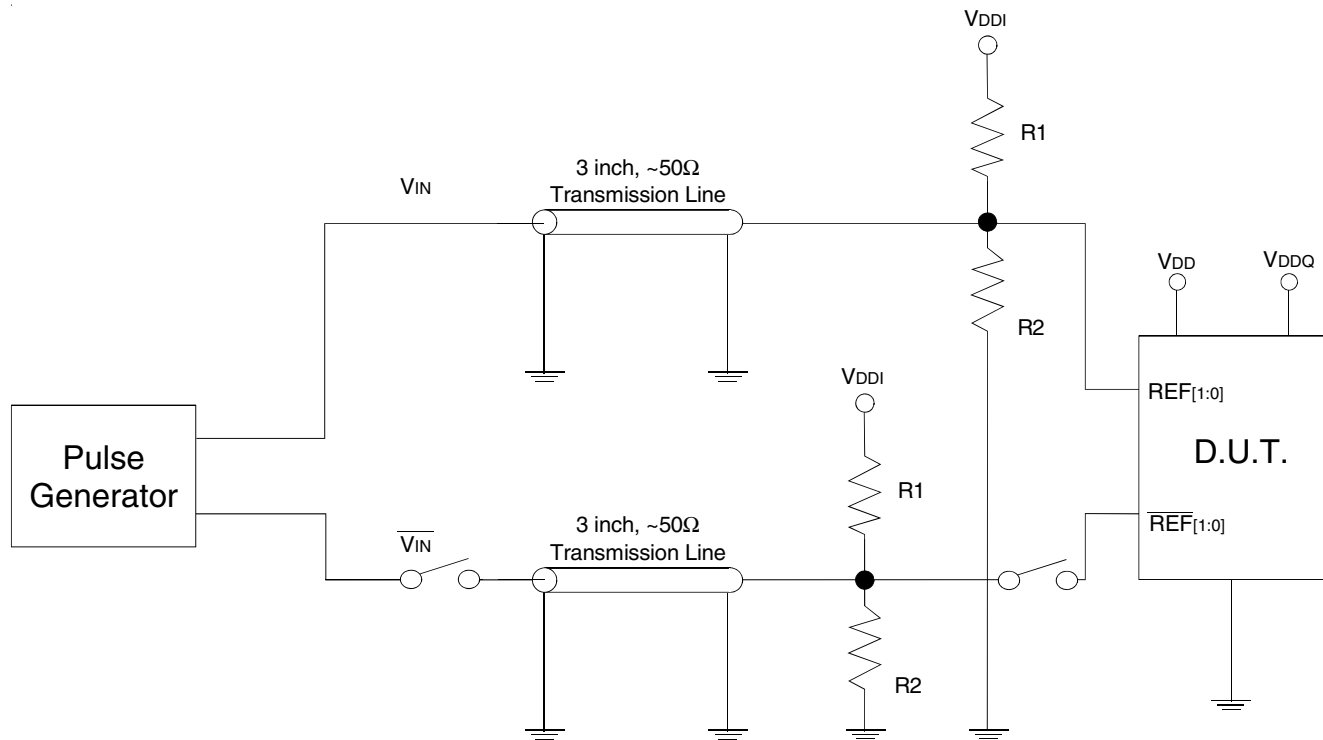 VDDI
R1
3 inch, ~50Ω
Transmission Line
VIN
VDD
VDDQ
R2
VDDI
REF[1:0]
D.U.T.
Pulse
Generator
R1
REF[1:0]
3 inch, ~50Ω
Transmission Line
VIN
R2